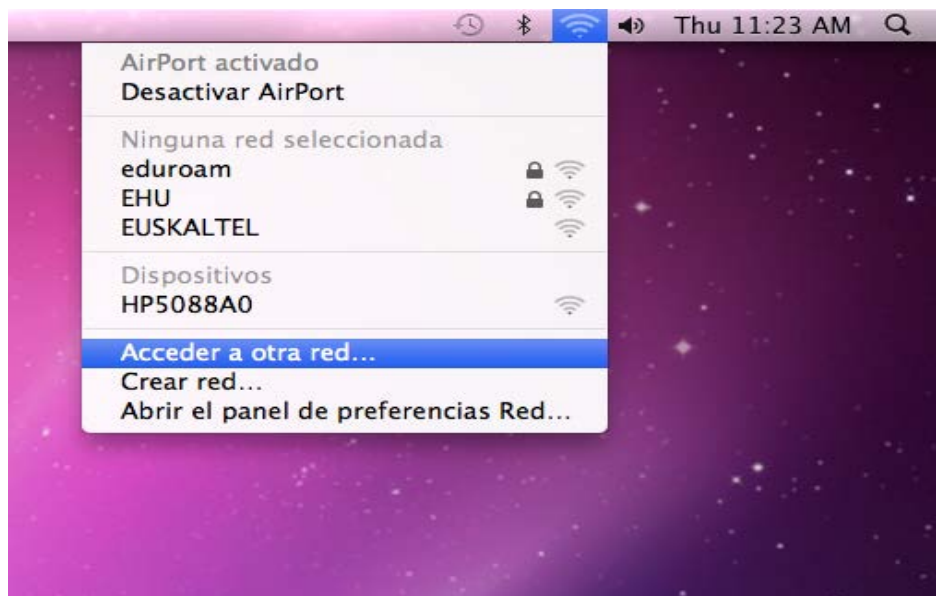 Thu 11:23 AM
AirPort activado
Desactivar AirPort
Ninguna red seleccionada
eduroam
EHU
EUSKALTEL
Dispositivos
HP5088A0
Acceder a otra red...
Crear red...
Abrir el panel de preferencias Red...